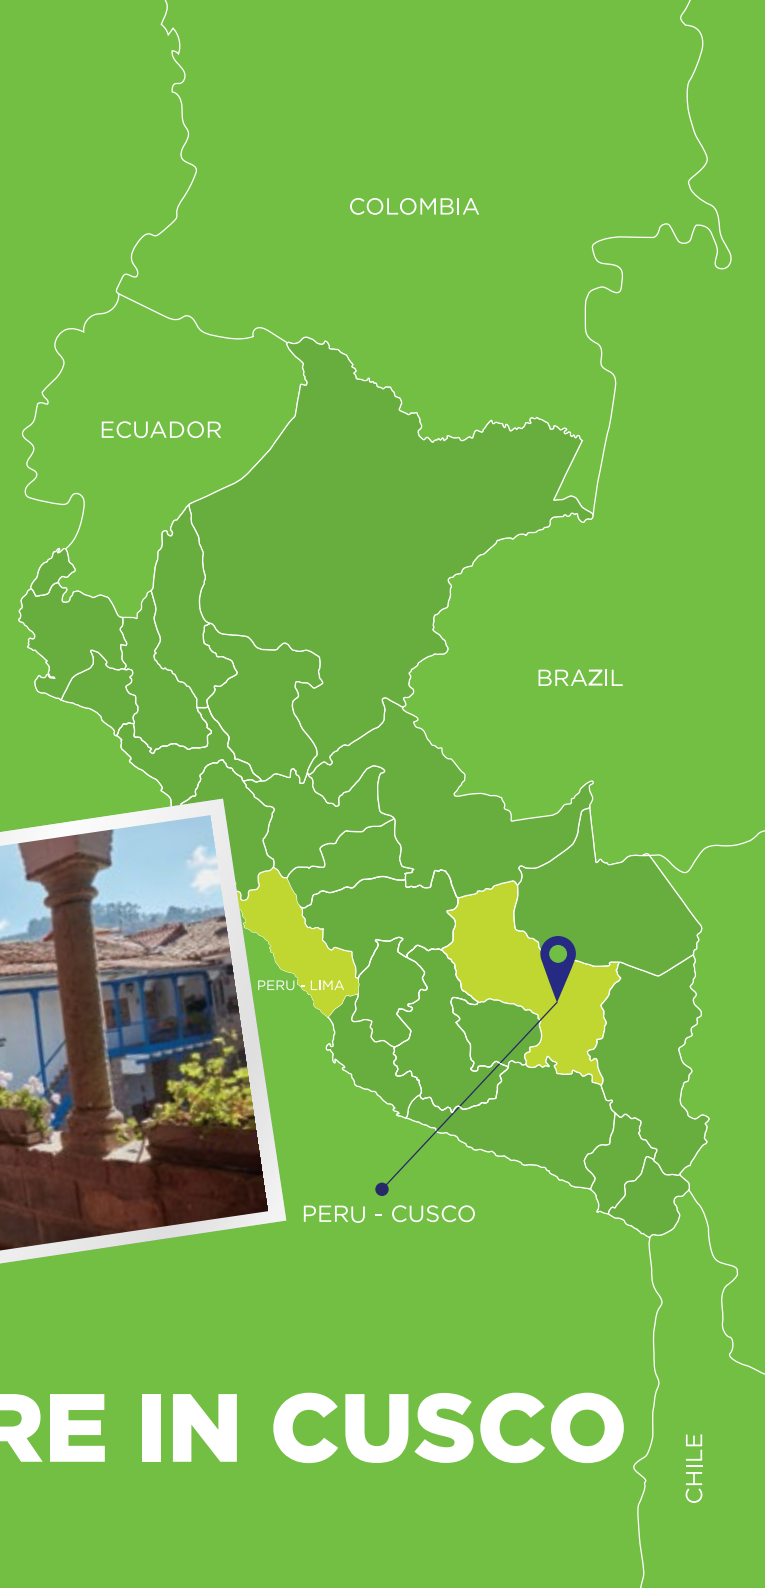 COLOMBIA
ECUADOR
BRAZIL
PERU - LIMA
PERU - CUSCO
RE IN CUSCO
CHILE